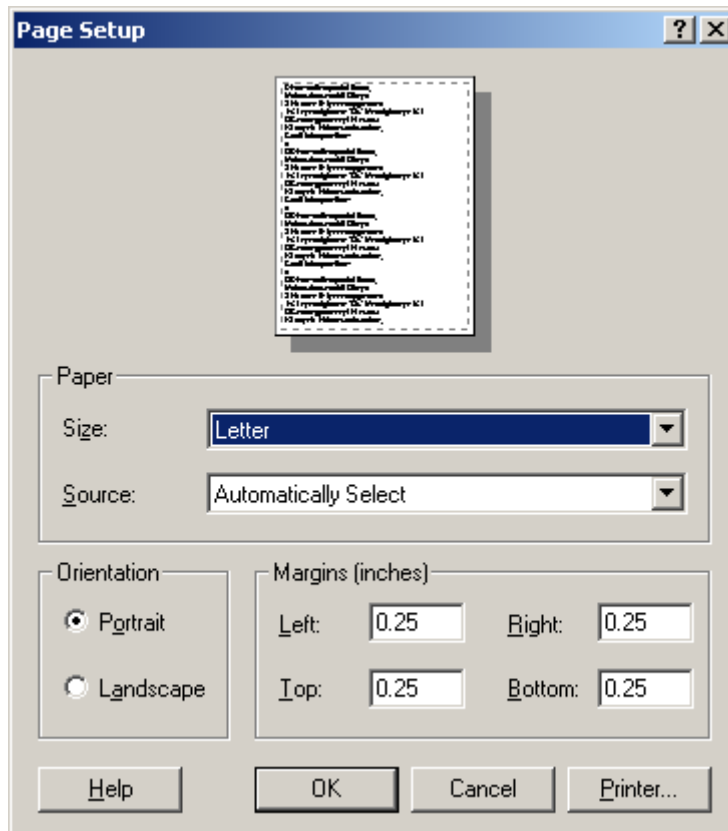 Page Setup
Paper
Size:
Letter
Source:
Automatically Select
Orientation
Portrait
Landscape
Margins (inches)
Left:
0.25
Right:
0.25
Top:
0.25
Bottom:
0.25
Help
OK
Cancel
Printer...